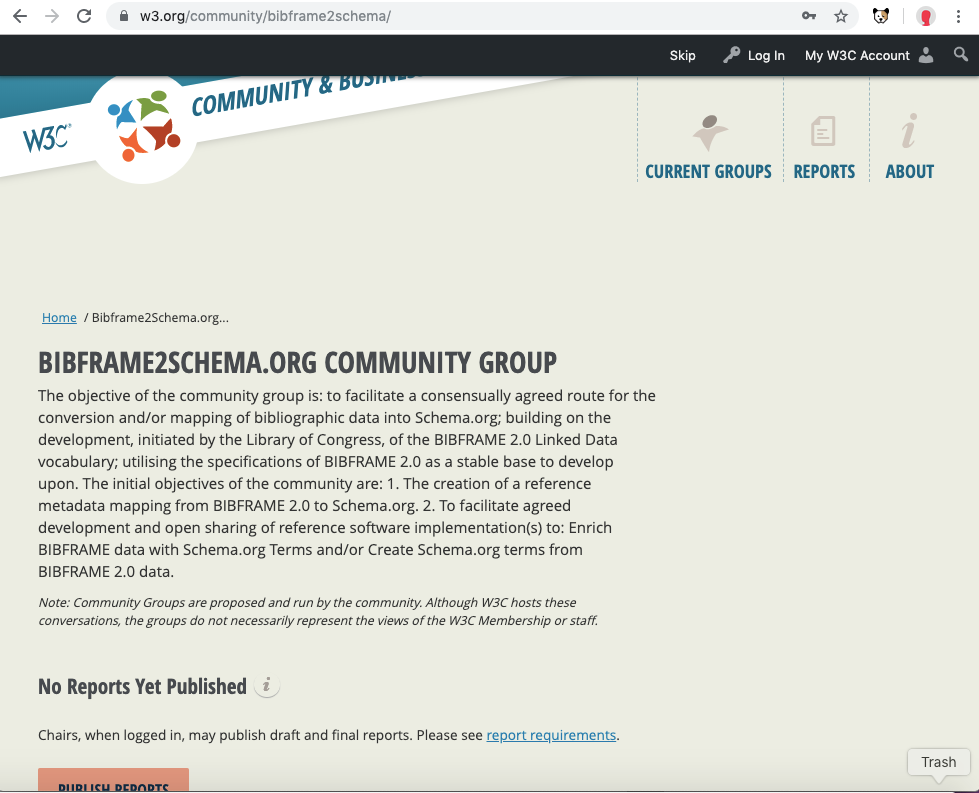 w3.org/community/bibframe2schema/
Skip Log In My W3C Account
W3C®
COMMUNITY & BUSINESS
CURRENT GROUPS REPORTS ABOUT
Home / Bibframe2Schema.org...
BIBFRAME2SCHEMA.ORG COMMUNITY GROUP
The objective of the community group is: to facilitate a consensually agreed route for the
conversion and/or mapping of bibliographic data into Schema.org; building on the
development, initiated by the Library of Congress, of the BIBFRAME 2.0 Linked Data
vocabulary; utilising the specifications of BIBFRAME 2.0 as a stable base to develop
upon. The initial objectives of the community are: 1. The creation of a reference
metadata mapping from BIBFRAME 2.0 to Schema.org. 2. To facilitate agreed
development and open sharing of reference software implementation(s) to: Enrich
BIBFRAME data with Schema.org Terms and/or Create Schema.org terms from
BIBFRAME 2.0 data.
Note: Community Groups are proposed and run by the community. Although W3C hosts these
conversations, the groups do not necessarily represent the views of the W3C Membership or staff.
No Reports Yet Published i
Chairs, when logged in, may publish draft and final reports. Please see report requirements.
Trash
PUBLISH REPORTS